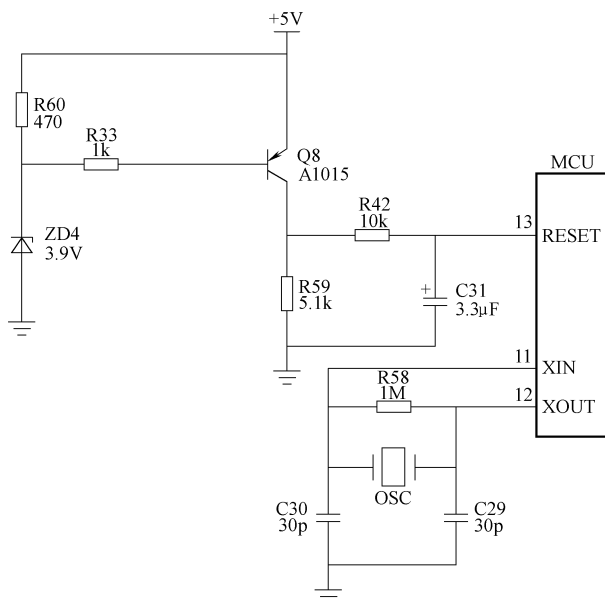 +5V
R60
470
R33
1k
Q8
A1015
MCU
R42
10k
13
RESET
ZD4
3.9V
R59
5.1k
+
C31
3.3μF
11
XIN
R58
1M
12
XOUT
OSC
C30
30p
C29
30p